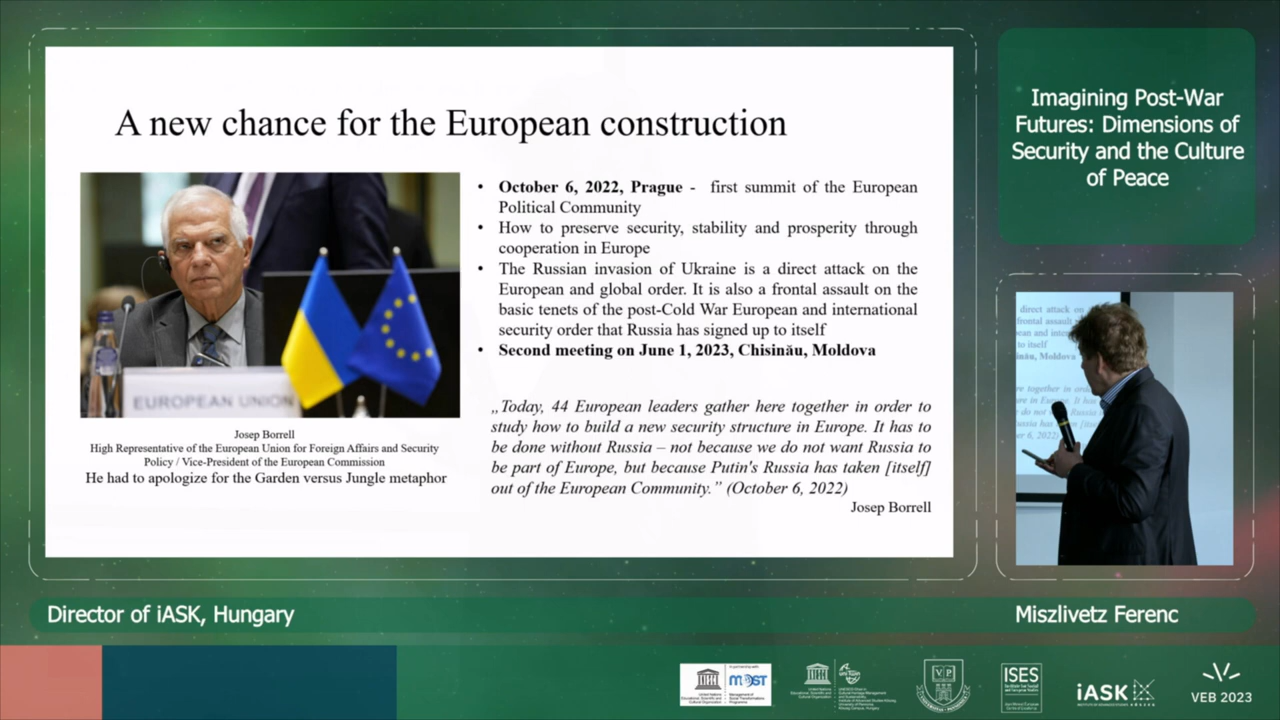 A new chance for the European construction
• October 6, 2022, Prague - first summit of the European
Political Community
• How to preserve security, stability and prosperity through
cooperation in Europe
• The Russian invasion of Ukraine is a direct attack on the
European and global order. It is also a frontal assault on the
basic tenets of the post-Cold War European and international
security order that Russia has signed up to itself
• Second meeting on June 1, 2023, Chisinău, Moldova
„Today, 44 European leaders gather here together in order to
study how to build a new security structure in Europe. It has to
be done without Russia – not because we do not want Russia to
be part of Europe, but because Putin's Russia has taken [itself]
out of the European Community.” (October 6, 2022)
Josep Borrell
EUROPEAN UNION
Josep Borrell
High Representative of the European Union for Foreign Affairs and Security
Policy / Vice-President of the European Commission
He had to apologize for the Garden versus Jungle metaphor
Imagining Post-War
Futures: Dimensions of
Security and the Culture
of Peace
direct attack on
frontal assault
to itself
Moldova
Director of iASK, Hungary
Miszlivetz Ferenc
MOST
ISES
iASK
VEB 2023